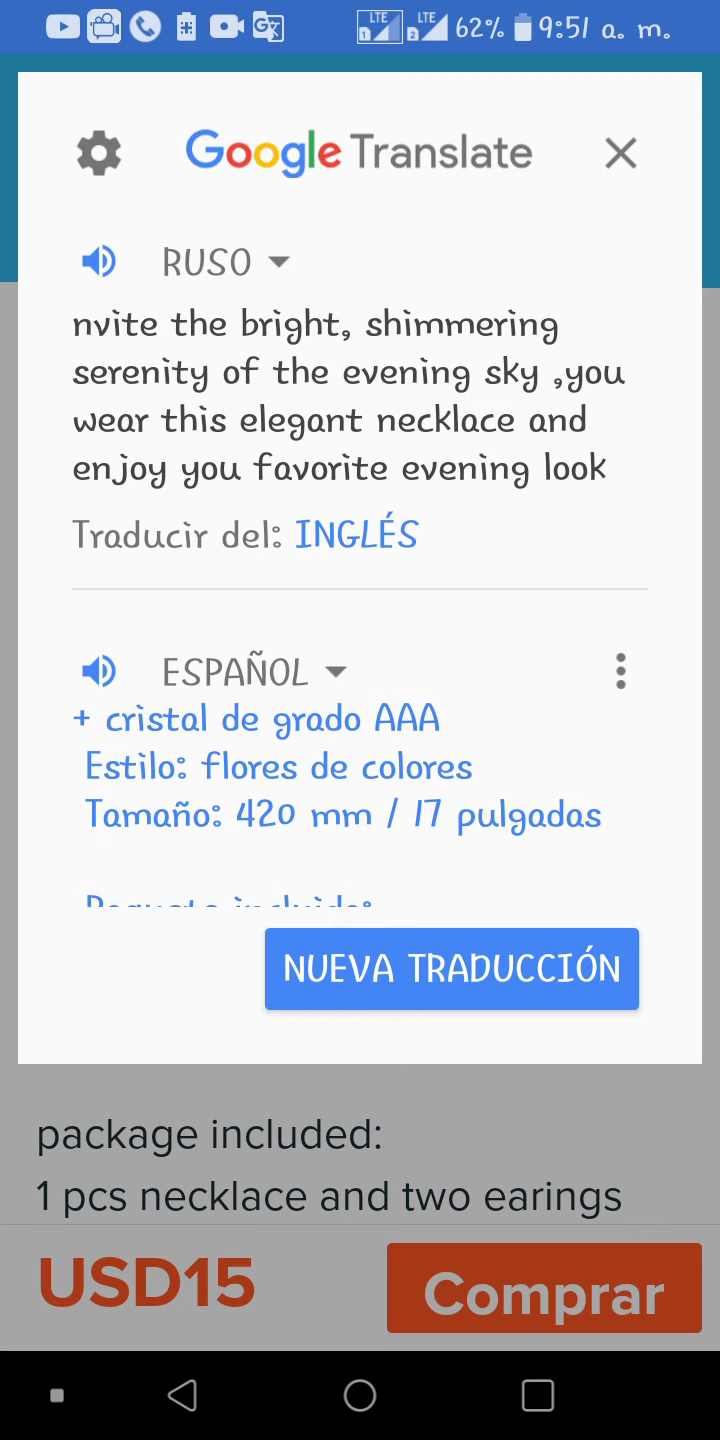 62% 9:51 a. m.
Google Translate
RUSO
nvite the bright, shimmering
serenity of the evening sky ,you
wear this elegant necklace and
enjoy you favorite evening look
Traducir del: INGLÉS
ESPAÑOL
+ cristal de grado AAA
Estilo: flores de colores
Tamaño: 420 mm / 17 pulgadas
NUEVA TRADUCCIÓN
package included:
1 pcs necklace and two earings
USD15
Comprar